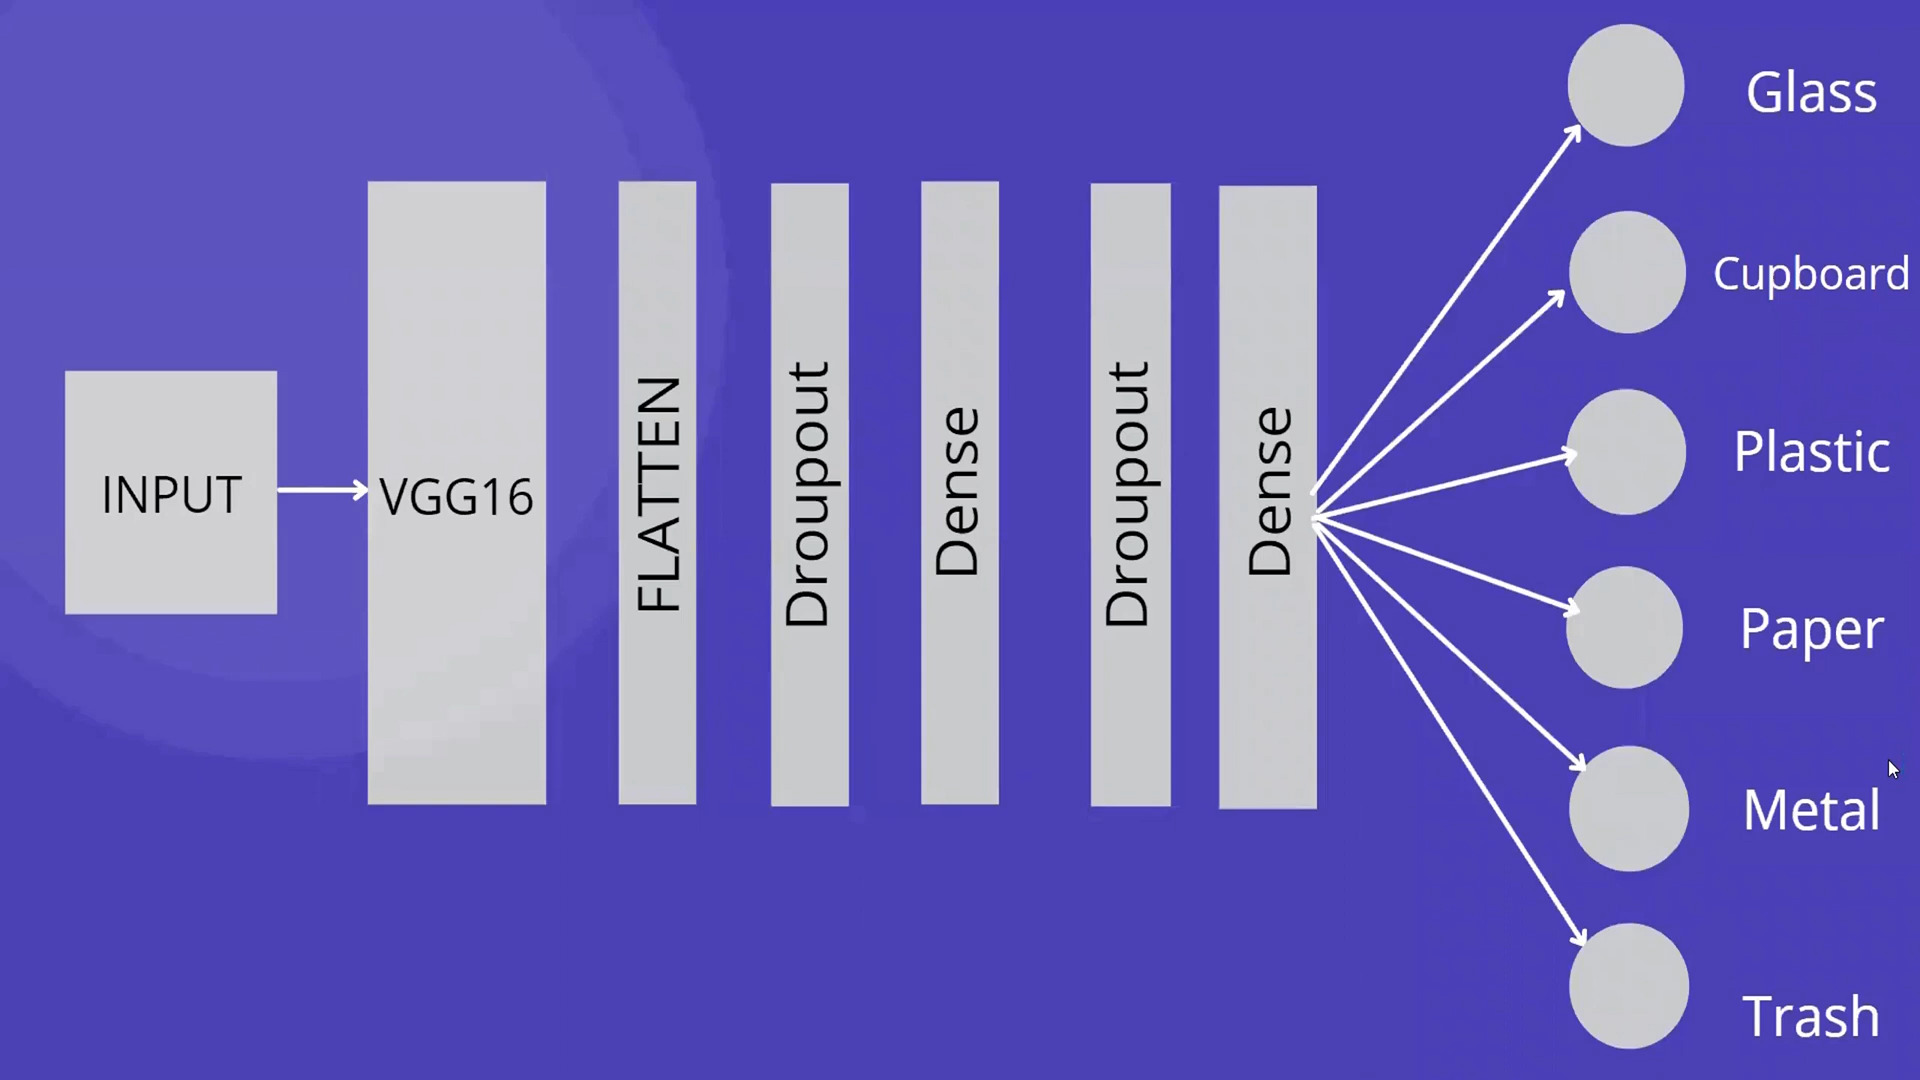 INPUT
VGG16
FLATTEN
Droupout
Dense
Droupout
Dense
Glass
Cupboard
Plastic
Paper
Metal
Trash